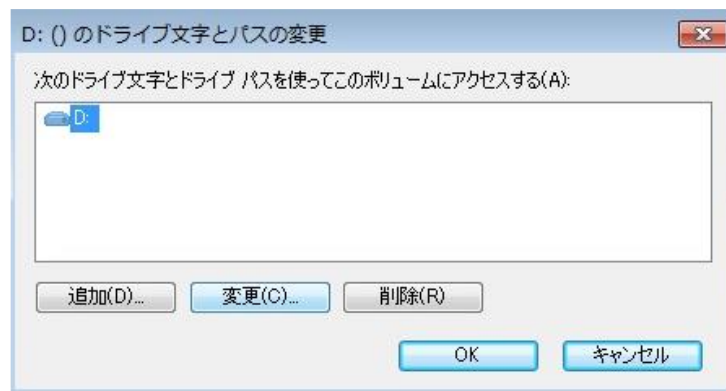 D: () のドライブ文字とパスの変更
次のドライブ文字とドライブ パスを使ってこのボリュームにアクセスする(A):
D:
追加(D)... 変更(C)... 削除(R)
OK キャンセル